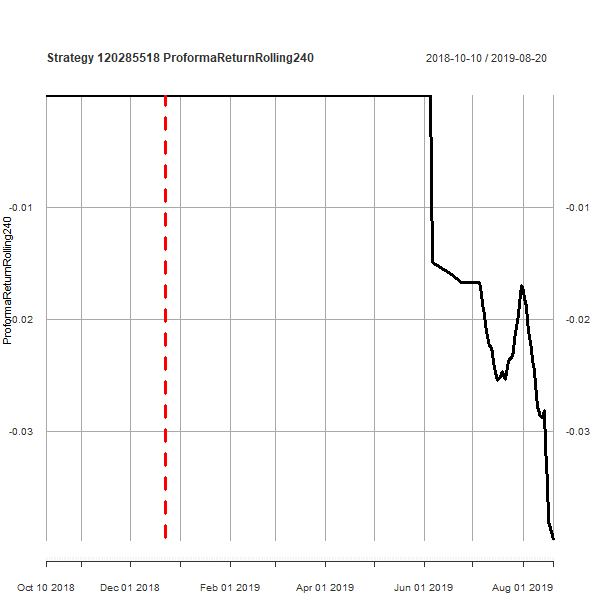 Strategy 120285518 ProformaReturnRolling240
2018-10-10 / 2019-08-20
ProformaReturnRolling240
-0.01
-0.01
-0.02
-0.02
-0.03
-0.03
Oct 10 2018
Dec 01 2018
Feb 01 2019
Apr 01 2019
Jun 01 2019
Aug 01 2019